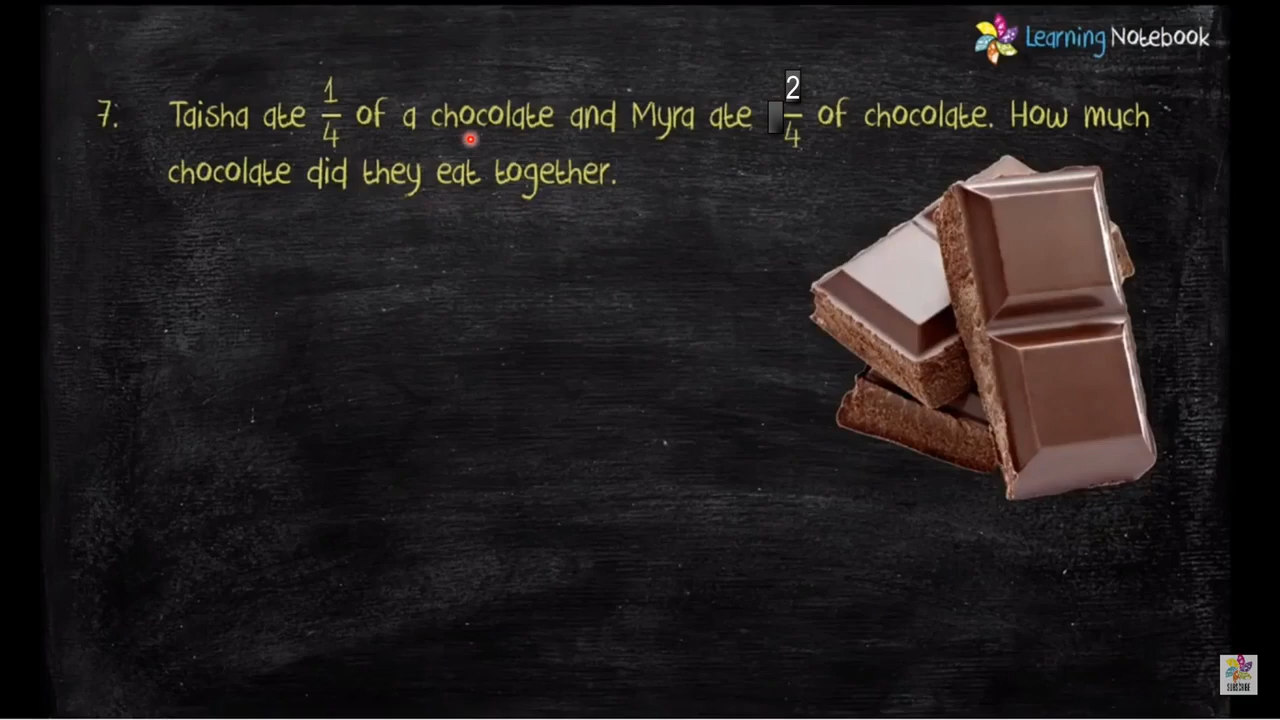 Learning Notebook
7. Taisha ate 1/4 of a chocolate and Myra ate 2/4 of chocolate. How much
chocolate did they eat together.
SUBSCRIBE